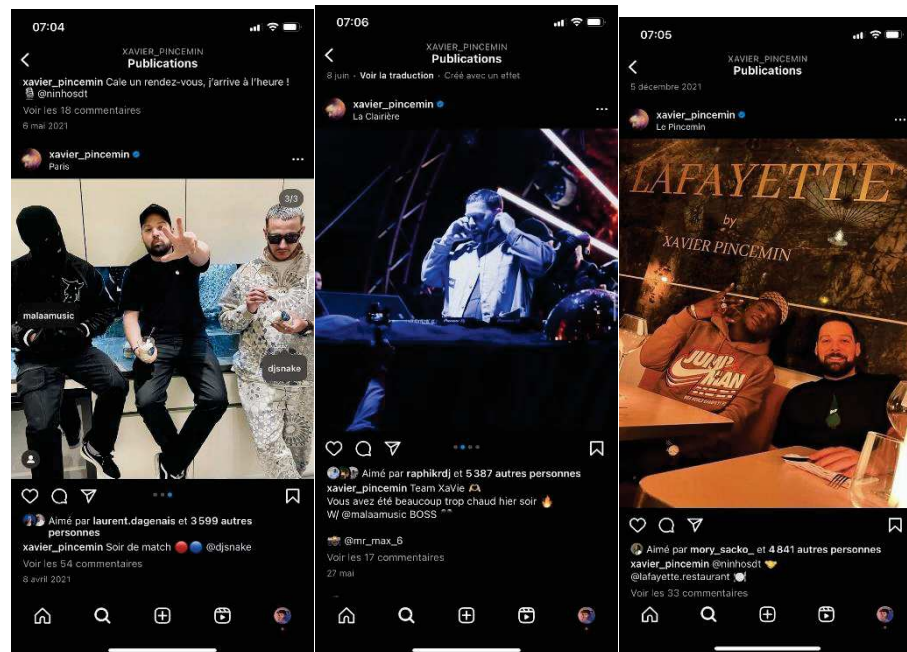 07:04
XAVIER_PINCEMIN
Publications
xavier_pincemin Cale un rendez-vous, j'arrive à l'heure !
@ninhosdt
Voir les 18 commentaires
6 mai 2021
xavier_pincemin
Paris
3/3
malaamusic
djsnake
Aimé par laurent.dagenais et 3 599 autres
personnes
xavier_pincemin Soir de match 🔴🔵 @djsnake
Voir les 54 commentaires
8 avril 2021
07:06
XAVIER_PINCEMIN
Publications
8 juin · Voir la traduction · Créé avec un effet
xavier_pincemin
La Clairière
Aimé par raphikrdj et 5 387 autres personnes
xavier_pincemin Team XaVie
Vous avez été beaucoup trop chaud hier soir 🔥
W/ @malaamusic BOSS
@mr_max_6
Voir les 17 commentaires
27 mai
07:05
XAVIER_PINCEMIN
Publications
5 décembre 2021
xavier_pincemin
Le Pincemin
LAFAYETTE
by
XAVIER PINCEMIN
JUMP
MAN
Aimé par mory_sacko_ et 4 841 autres personnes
xavier_pincemin @ninhosdt
@lafayette.restaurant 🍽
Voir les 33 commentaires